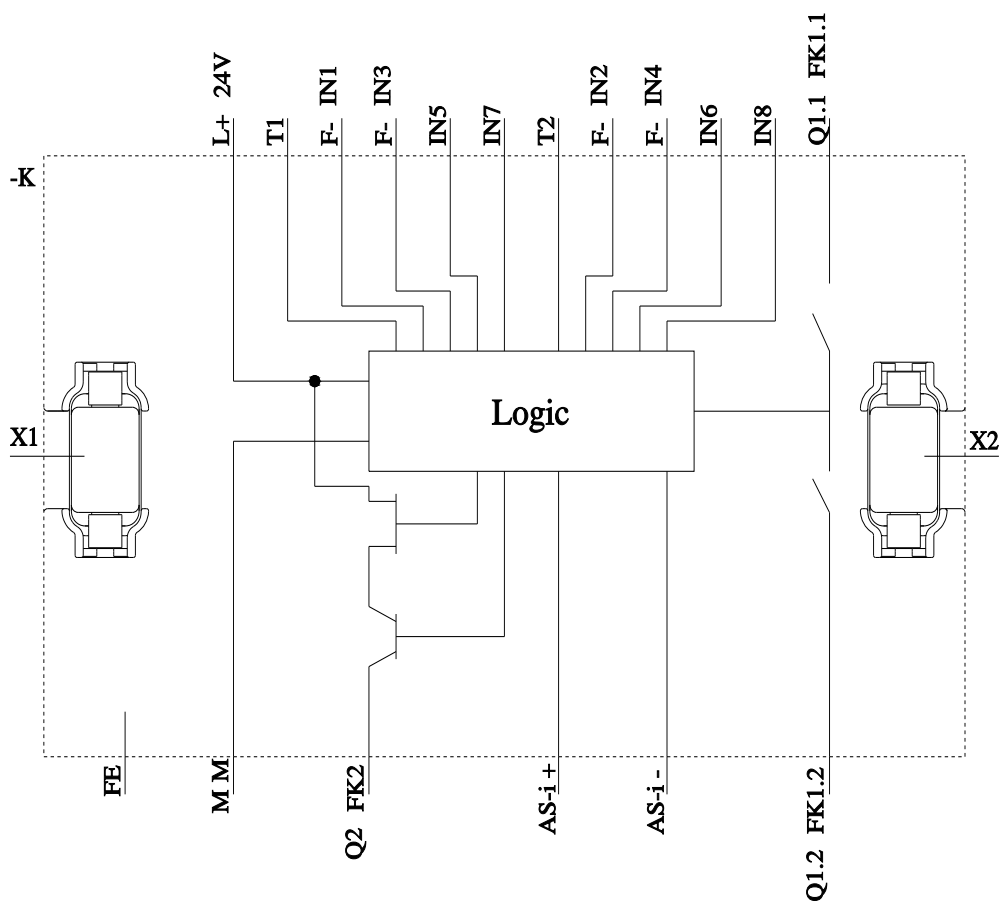 L+ 24V
T1
F- IN1
F- IN3
IN5
IN7
T2
F- IN2
F- IN4
IN6
IN8
Q1.1 FK1.1
-K
X1
Logic
X2
FE
M M
Q2 FK2
AS-i +
AS-i -
Q1.2 FK1.2